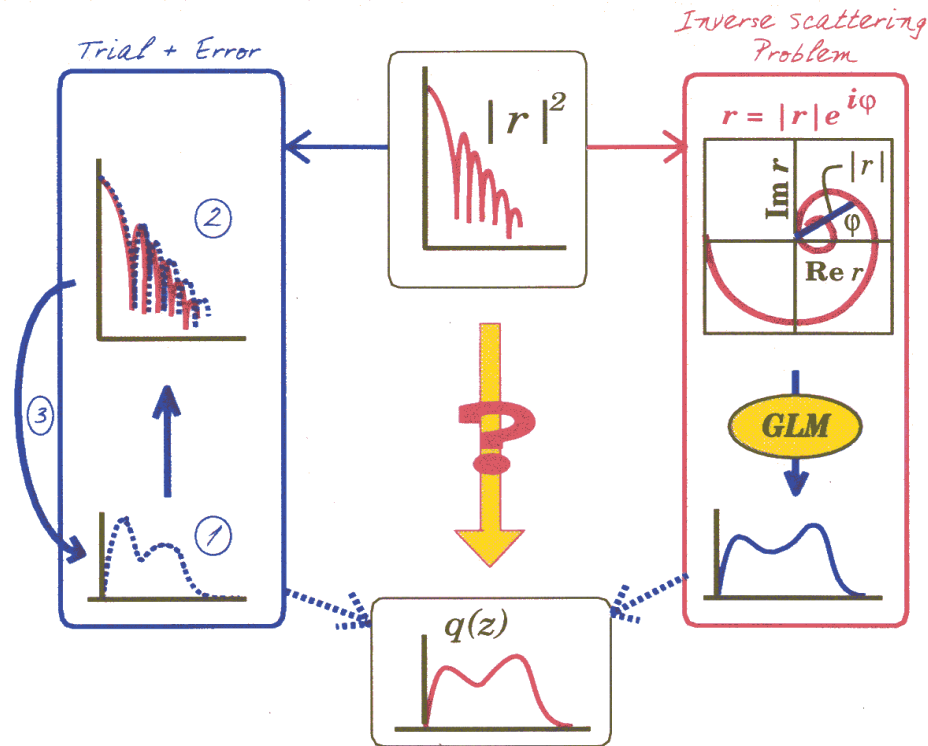 Trial + Error
②
③
①
|r|²
?
q(z)
Inverse Scattering
Problem
r = |r|e^{iφ}
Im r
|r|
φ
Re r
GLM